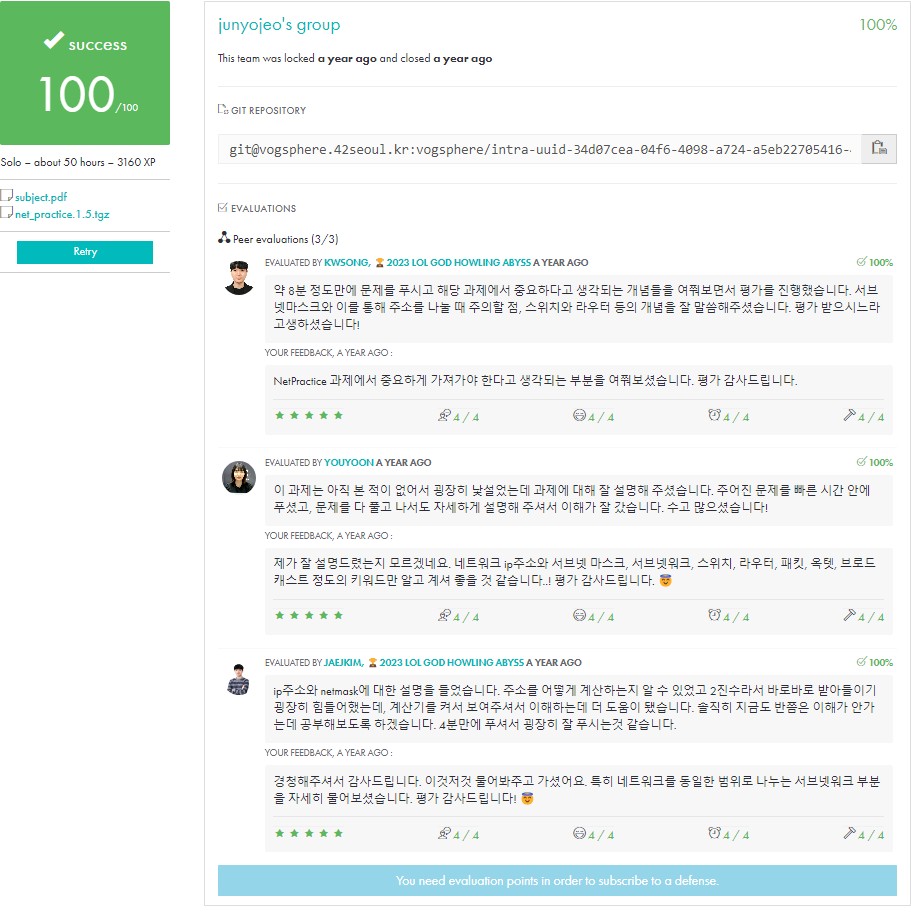 success
100/100
Solo – about 50 hours – 3160 XP
subject.pdf
net_practice.1.5.tgz
Retry
junyojeo's group
100%
This team was locked a year ago and closed a year ago
GIT REPOSITORY
git@vogsphere.42seoul.kr:vogsphere/intra-uuid-34d07cea-04f6-4098-a724-a5eb22705416-
EVALUATIONS
Peer evaluations (3/3)
EVALUATED BY KWSONG, 🏆 2023 LOL GOD HOWLING ABYSS A YEAR AGO
100%
약 8분 정도만에 문제를 푸시고 해당 과제에서 중요하다고 생각되는 개념들을 여쭤보면서 평가를 진행했습니다. 서브
넷마스크와 이를 통해 주소를 나눌 때 주의할 점, 스위치와 라우터 등의 개념을 잘 말씀해주셨습니다. 평가 받으시느라
고생하셨습니다!
YOUR FEEDBACK, A YEAR AGO :
NetPractice 과제에서 중요하게 가져가야 한다고 생각되는 부분을 여쭤보셨습니다. 평가 감사드립니다.
★ ★ ★ ★ ★ 4 / 4 4 / 4 4 / 4 4 / 4
EVALUATED BY YOUYOON A YEAR AGO
100%
이 과제는 아직 본 적이 없어서 굉장히 낯설었는데 과제에 대해 잘 설명해 주셨습니다. 주어진 문제를 빠른 시간 안에
푸셨고, 문제를 다 풀고 나서도 자세하게 설명해 주셔서 이해가 잘 갔습니다. 수고 많으셨습니다!
YOUR FEEDBACK, A YEAR AGO :
제가 잘 설명드렸는지 모르겠네요. 네트워크 ip주소와 서브넷 마스크, 서브넷워크, 스위치, 라우터, 패킷, 옥텟, 브로드
캐스트 정도의 키워드만 알고 계셔 좋을 것 같습니다..! 평가 감사드립니다. 😇
★ ★ ★ ★ ★ 4 / 4 4 / 4 4 / 4 4 / 4
EVALUATED BY JAEJKIM, 🏆 2023 LOL GOD HOWLING ABYSS A YEAR AGO
100%
ip주소와 netmask에 대한 설명을 들었습니다. 주소를 어떻게 계산하는지 알 수 있었고 2진수라서 바로바로 받아들이기
굉장히 힘들어했는데, 계산기를 켜서 보여주셔서 이해하는데 더 도움이 됐습니다. 솔직히 지금도 반쯤은 이해가 안가
는데 공부해보도록 하겠습니다. 4분만에 푸셔서 굉장히 잘 푸시는것 같습니다.
YOUR FEEDBACK, A YEAR AGO :
경청해주셔서 감사드립니다. 이것저것 물어봐주고 가셨어요. 특히 네트워크를 동일한 범위로 나누는 서브넷워크 부분
을 자세히 물어보셨습니다. 평가 감사드립니다! 😇
★ ★ ★ ★ ★ 4 / 4 4 / 4 4 / 4 4 / 4
You need evaluation points in order to subscribe to a defense.